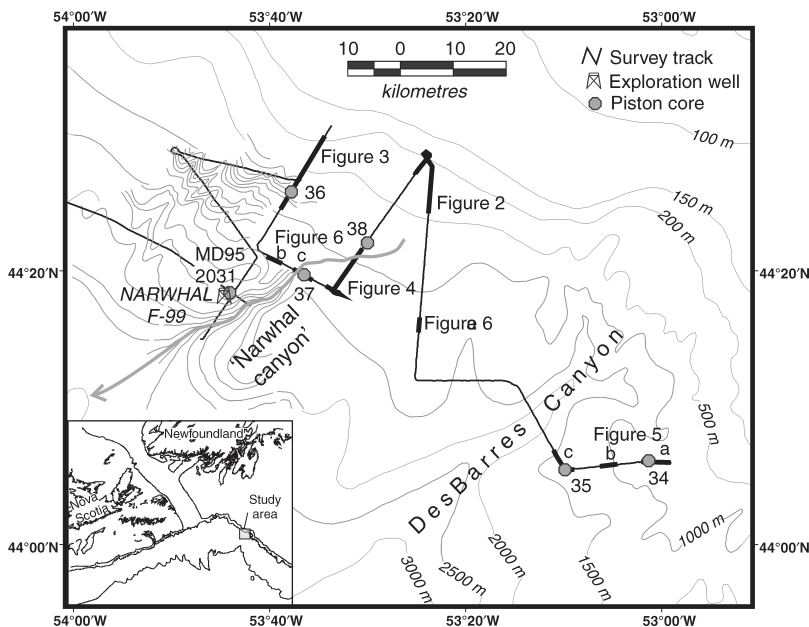 54°00'W 53°40' 53°20' 53°00'
10 0 10 20
kilometres
Survey track
Exploration well
Piston core
100 m
150 m
200 m
Figure 3
36
Figure 2
38
Figure 6
b c
MD95
2031
44°20' 44°20'
37
Figure 4
NARWHAL
F-99
Figure 6
a
'Narwhal
canyon'
DesBarres Canyon
500 m
Figure 5
c b a
35 34
1000 m
1500 m
2000 m
2500 m
3000 m
Newfoundland
Nova
Scotia
Study
area
44°00'N 44°00'N
54°00'W 53°40' 53°20' 53°00'